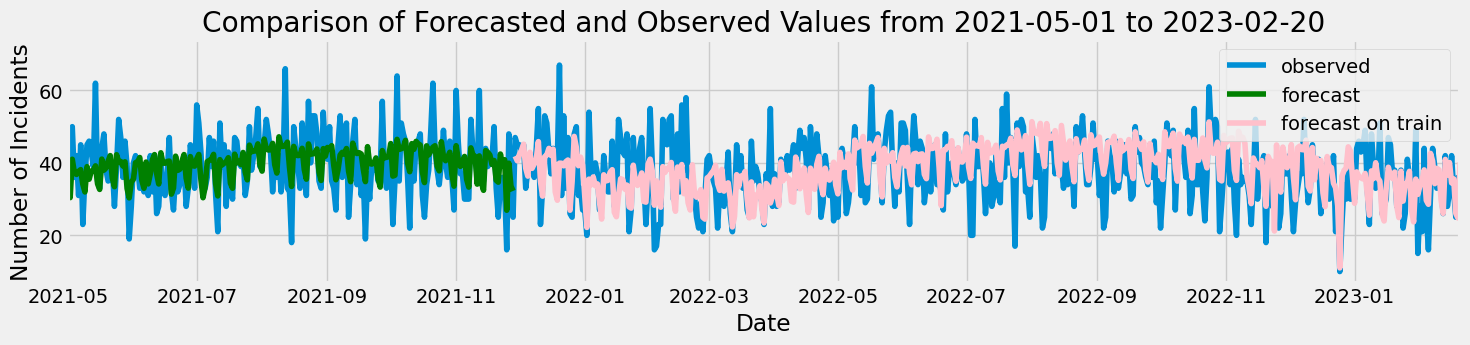 Comparison of Forecasted and Observed Values from 2021-05-01 to 2023-02-20
Number of Incidents
60
40
20
observed
forecast
forecast on train
2021-05 2021-07 2021-09 2021-11 2022-01 2022-03 2022-05 2022-07 2022-09 2022-11 2023-01
Date